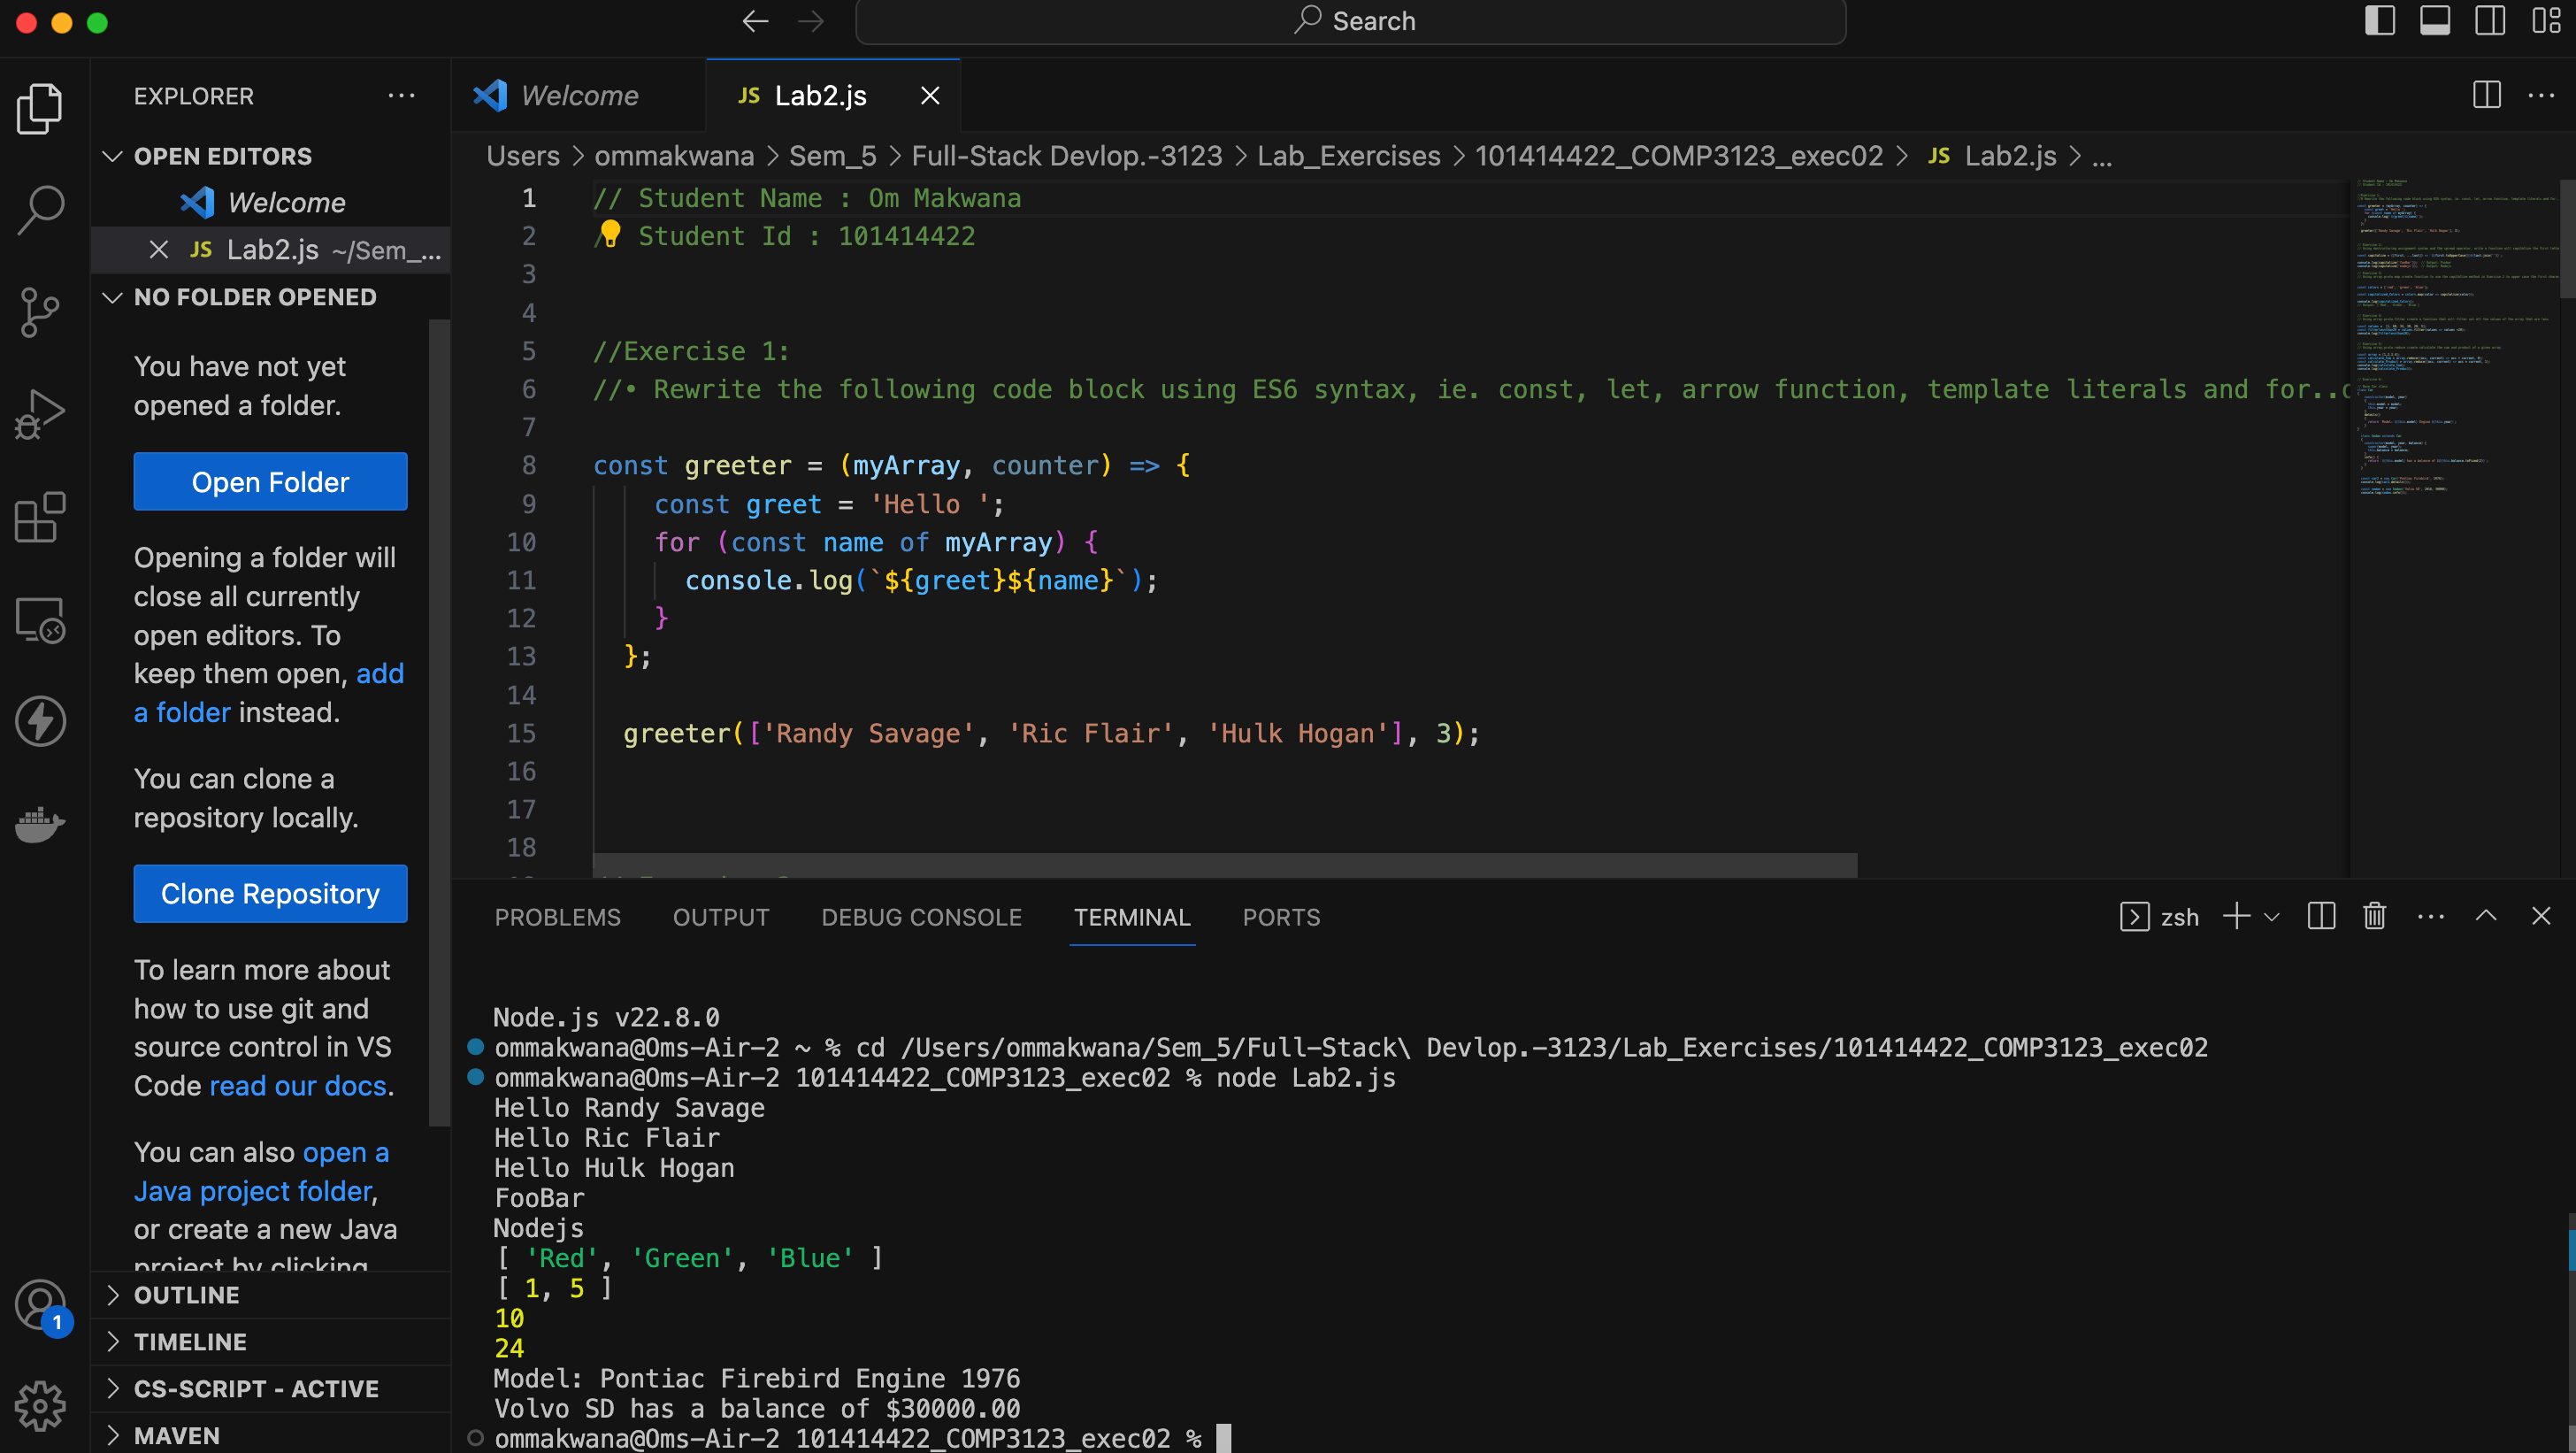 Search
EXPLORER
OPEN EDITORS
Welcome
JS Lab2.js ~/Sem_...
NO FOLDER OPENED
You have not yet
opened a folder.
Open Folder
Opening a folder will
close all currently
open editors. To
keep them open, add
a folder instead.
You can clone a
repository locally.
Clone Repository
To learn more about
how to use git and
source control in VS
Code read our docs.
You can also open a
Java project folder,
or create a new Java
project by clicking
OUTLINE
TIMELINE
CS-SCRIPT - ACTIVE
MAVEN
1
Welcome
JS Lab2.js
Users > ommakwana > Sem_5 > Full-Stack Devlop.-3123 > Lab_Exercises > 101414422_COMP3123_exec02 > JS Lab2.js > ...
1 // Student Name : Om Makwana
2 / Student Id : 101414422
3
4
5 //Exercise 1:
6 //• Rewrite the following code block using ES6 syntax, ie. const, let, arrow function, template literals and for..
7
8 const greeter = (myArray, counter) => {
9 const greet = 'Hello ';
10 for (const name of myArray) {
11 console.log(`${greet}${name}`);
12 }
13 };
14
15 greeter(['Randy Savage', 'Ric Flair', 'Hulk Hogan'], 3);
16
17
18
PROBLEMS OUTPUT DEBUG CONSOLE TERMINAL PORTS
zsh
Node.js v22.8.0
ommakwana@Oms-Air-2 ~ % cd /Users/ommakwana/Sem_5/Full-Stack\ Devlop.-3123/Lab_Exercises/101414422_COMP3123_exec02
ommakwana@Oms-Air-2 101414422_COMP3123_exec02 % node Lab2.js
Hello Randy Savage
Hello Ric Flair
Hello Hulk Hogan
FooBar
Nodejs
[ 'Red', 'Green', 'Blue' ]
[ 1, 5 ]
10
24
Model: Pontiac Firebird Engine 1976
Volvo SD has a balance of $30000.00
ommakwana@Oms-Air-2 101414422_COMP3123_exec02 %